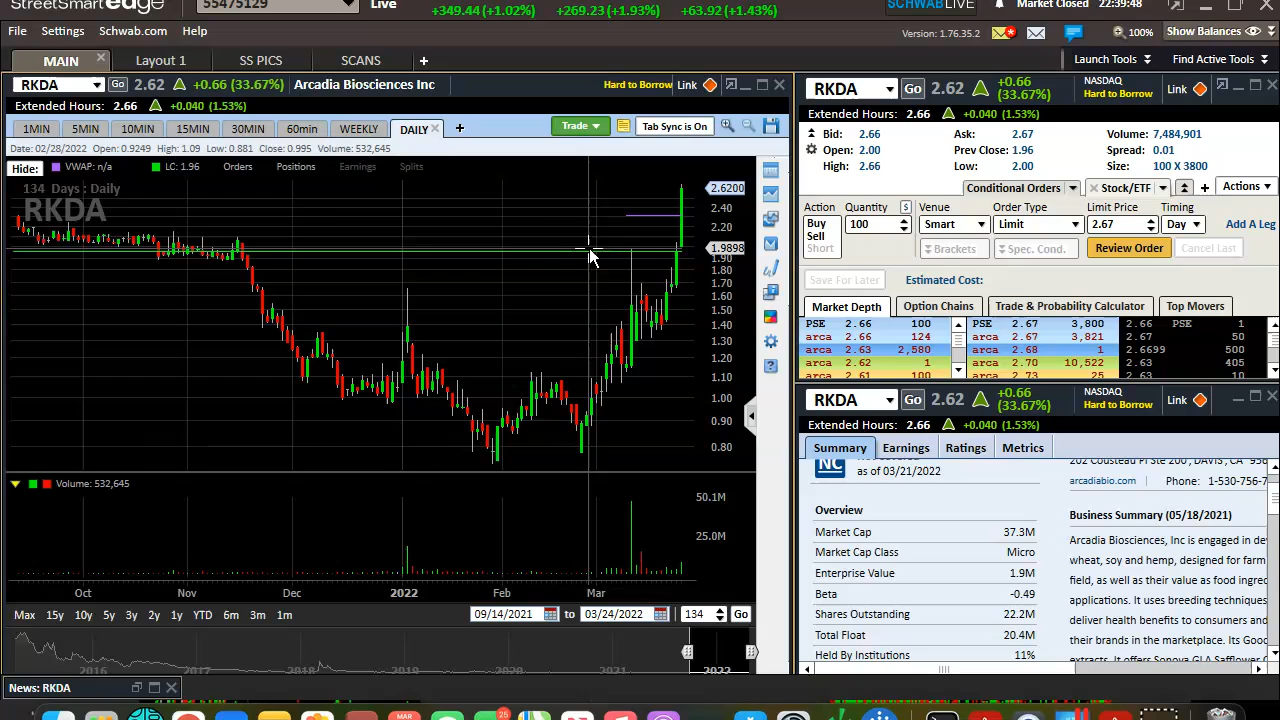 StreetSmart edge
55475129
Live
+349.44 (+1.02%) +269.23 (+1.93%) +63.92 (+1.43%)
SCHWABLIVE
Market Closed 22:39:48
File Settings Schwab.com Help
Version: 1.76.35.2
100%
Show Balances
MAIN Layout 1 SS PICS SCANS +
Launch Tools Find Active Tools
RKDA Go 2.62 +0.66 (33.67%) Arcadia Biosciences Inc Hard to Borrow Link
Extended Hours: 2.66 +0.040 (1.53%)
1MIN 5MIN 10MIN 15MIN 30MIN 60min WEEKLY DAILY +
Trade Tab Sync is On
Date: 02/28/2022 Open: 0.9249 High: 1.09 Low: 0.881 Close: 0.995 Volume: 532,645
Hide: VWAP: n/a LC: 1.96 Orders Positions Earnings Splits
134 Days : Daily
RKDA
2.6200
2.40
2.20
1.9898
1.90
1.80
1.70
1.60
1.50
1.40
1.30
1.20
1.10
1.00
0.90
0.80
Volume: 532,645
50.1M
25.0M
Oct Nov Dec 2022 Feb Mar
Max 15y 10y 5y 3y 2y 1y YTD 6m 3m 1m
09/14/2021 to 03/24/2022 134 Go
2016 2017 2018 2019 2020 2021 2022
News: RKDA
RKDA Go 2.62 +0.66 (33.67%) NASDAQ Hard to Borrow Link
Extended Hours: 2.66 +0.040 (1.53%)
Bid: 2.66 Ask: 2.67 Volume: 7,484,901
Open: 2.00 Prev Close: 1.96 Spread: 0.01
High: 2.66 Low: 2.00 Size: 100 X 3800
Conditional Orders Stock/ETF + Actions
Action Quantity $ Venue Order Type Limit Price Timing
Buy
Sell
Short
100 Smart Limit 2.67 Day Add A Leg
Brackets Spec. Cond. Review Order Cancel Last
Save For Later Estimated Cost:
Market Depth Option Chains Trade & Probability Calculator Top Movers
PSE 2.66 100 PSE 2.67 3,800 2.66 PSE 1
arca 2.66 124 arca 2.67 3,821 2.67 50
arca 2.63 2,580 arca 2.68 1 2.6699 500
arca 2.62 1 arca 2.70 10,522 2.63 405
arca 2.61 100 arca 2.73 25 2.63 10
RKDA Go 2.62 +0.66 (33.67%) NASDAQ Hard to Borrow Link
Extended Hours: 2.66 +0.040 (1.53%)
Summary Earnings Ratings Metrics
NC
as of 03/21/2022
Overview
Market Cap 37.3M
Market Cap Class Micro
Enterprise Value 1.9M
Beta -0.49
Shares Outstanding 22.2M
Total Float 20.4M
Held By Institutions 11%
202 Cousteau Pl Ste 200 , DAVIS , CA
arcadiabio.com Phone: 1-530-756-7
Business Summary (05/18/2021)
Arcadia Biosciences, Inc is engaged in de
wheat, soy and hemp, designed for farm
field, as well as their value as food ingre
applications. It uses breeding techniques
deliver health benefits to consumers and
their brands in the marketplace. Its Goo
extracts. It offers Sonova GLA Safflower
MAR
25